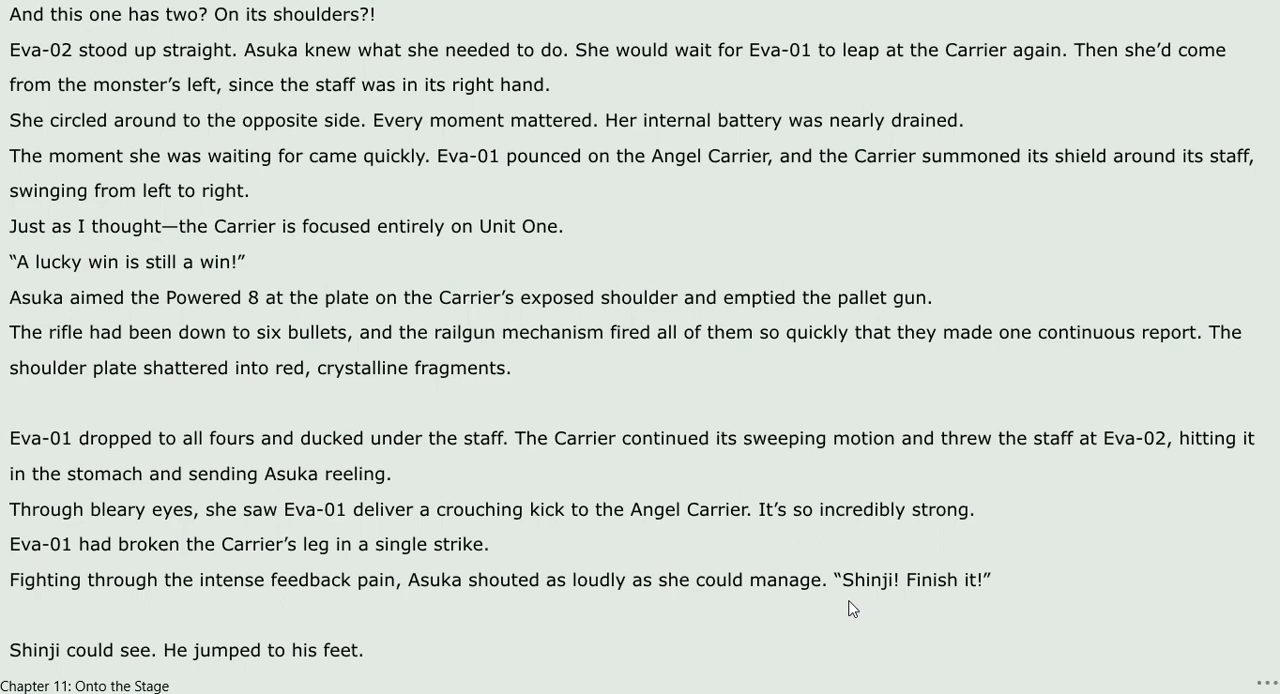 And this one has two? On its shoulders?!
Eva-02 stood up straight. Asuka knew what she needed to do. She would wait for Eva-01 to leap at the Carrier again. Then she’d come
from the monster’s left, since the staff was in its right hand.
She circled around to the opposite side. Every moment mattered. Her internal battery was nearly drained.
The moment she was waiting for came quickly. Eva-01 pounced on the Angel Carrier, and the Carrier summoned its shield around its staff,
swinging from left to right.
Just as I thought—the Carrier is focused entirely on Unit One.
“A lucky win is still a win!”
Asuka aimed the Powered 8 at the plate on the Carrier’s exposed shoulder and emptied the pallet gun.
The rifle had been down to six bullets, and the railgun mechanism fired all of them so quickly that they made one continuous report. The
shoulder plate shattered into red, crystalline fragments.
Eva-01 dropped to all fours and ducked under the staff. The Carrier continued its sweeping motion and threw the staff at Eva-02, hitting it
in the stomach and sending Asuka reeling.
Through bleary eyes, she saw Eva-01 deliver a crouching kick to the Angel Carrier. It’s so incredibly strong.
Eva-01 had broken the Carrier’s leg in a single strike.
Fighting through the intense feedback pain, Asuka shouted as loudly as she could manage. “Shinji! Finish it!”
Shinji could see. He jumped to his feet.
Chapter 11: Onto the Stage